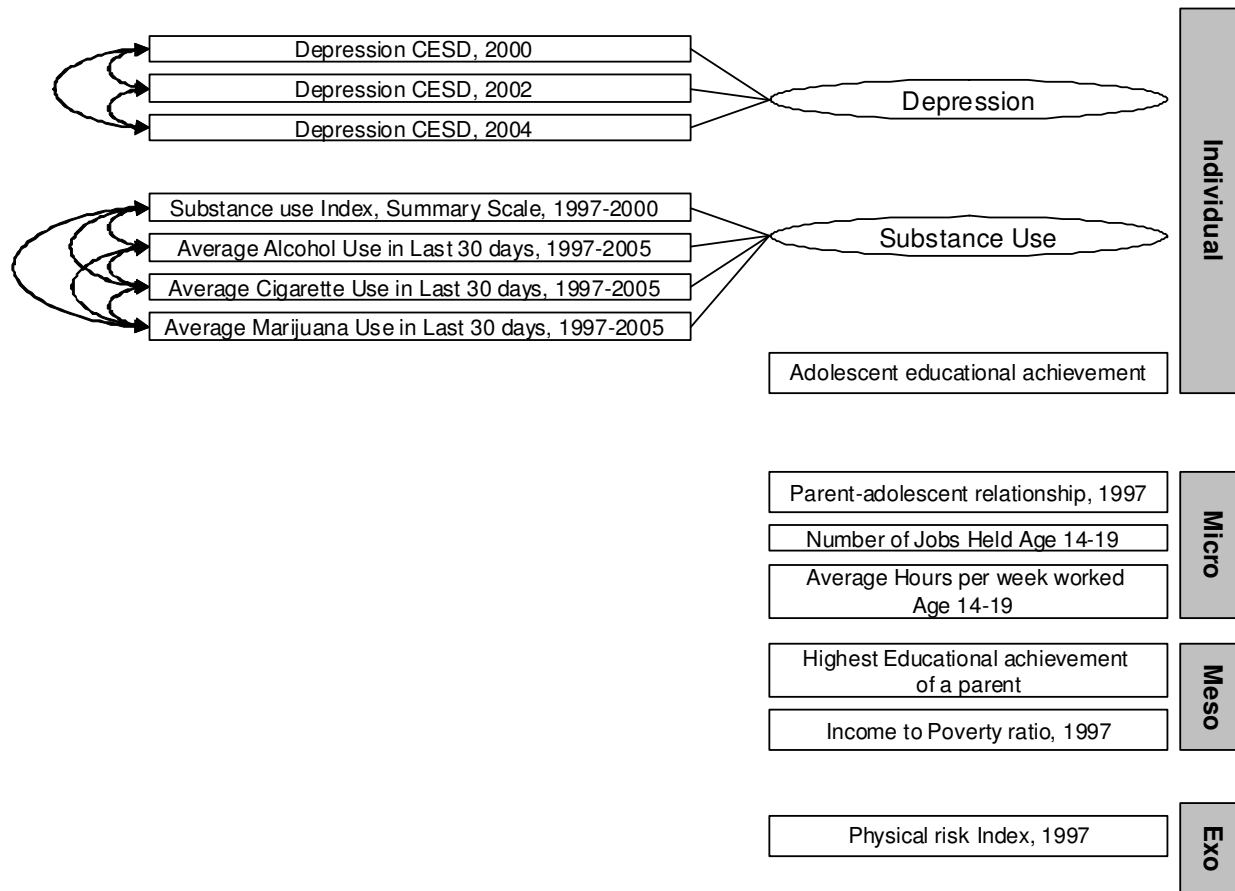 Depression CESD, 2000
Depression CESD, 2002
Depression CESD, 2004
Depression
Substance use Index, Summary Scale, 1997-2000
Average Alcohol Use in Last 30 days, 1997-2005
Average Cigarette Use in Last 30 days, 1997-2005
Average Marijuana Use in Last 30 days, 1997-2005
Substance Use
Adolescent educational achievement
Individual
Parent-adolescent relationship, 1997
Number of Jobs Held Age 14-19
Average Hours per week worked
Age 14-19
Micro
Highest Educational achievement
of a parent
Income to Poverty ratio, 1997
Meso
Physical risk Index, 1997
Exo